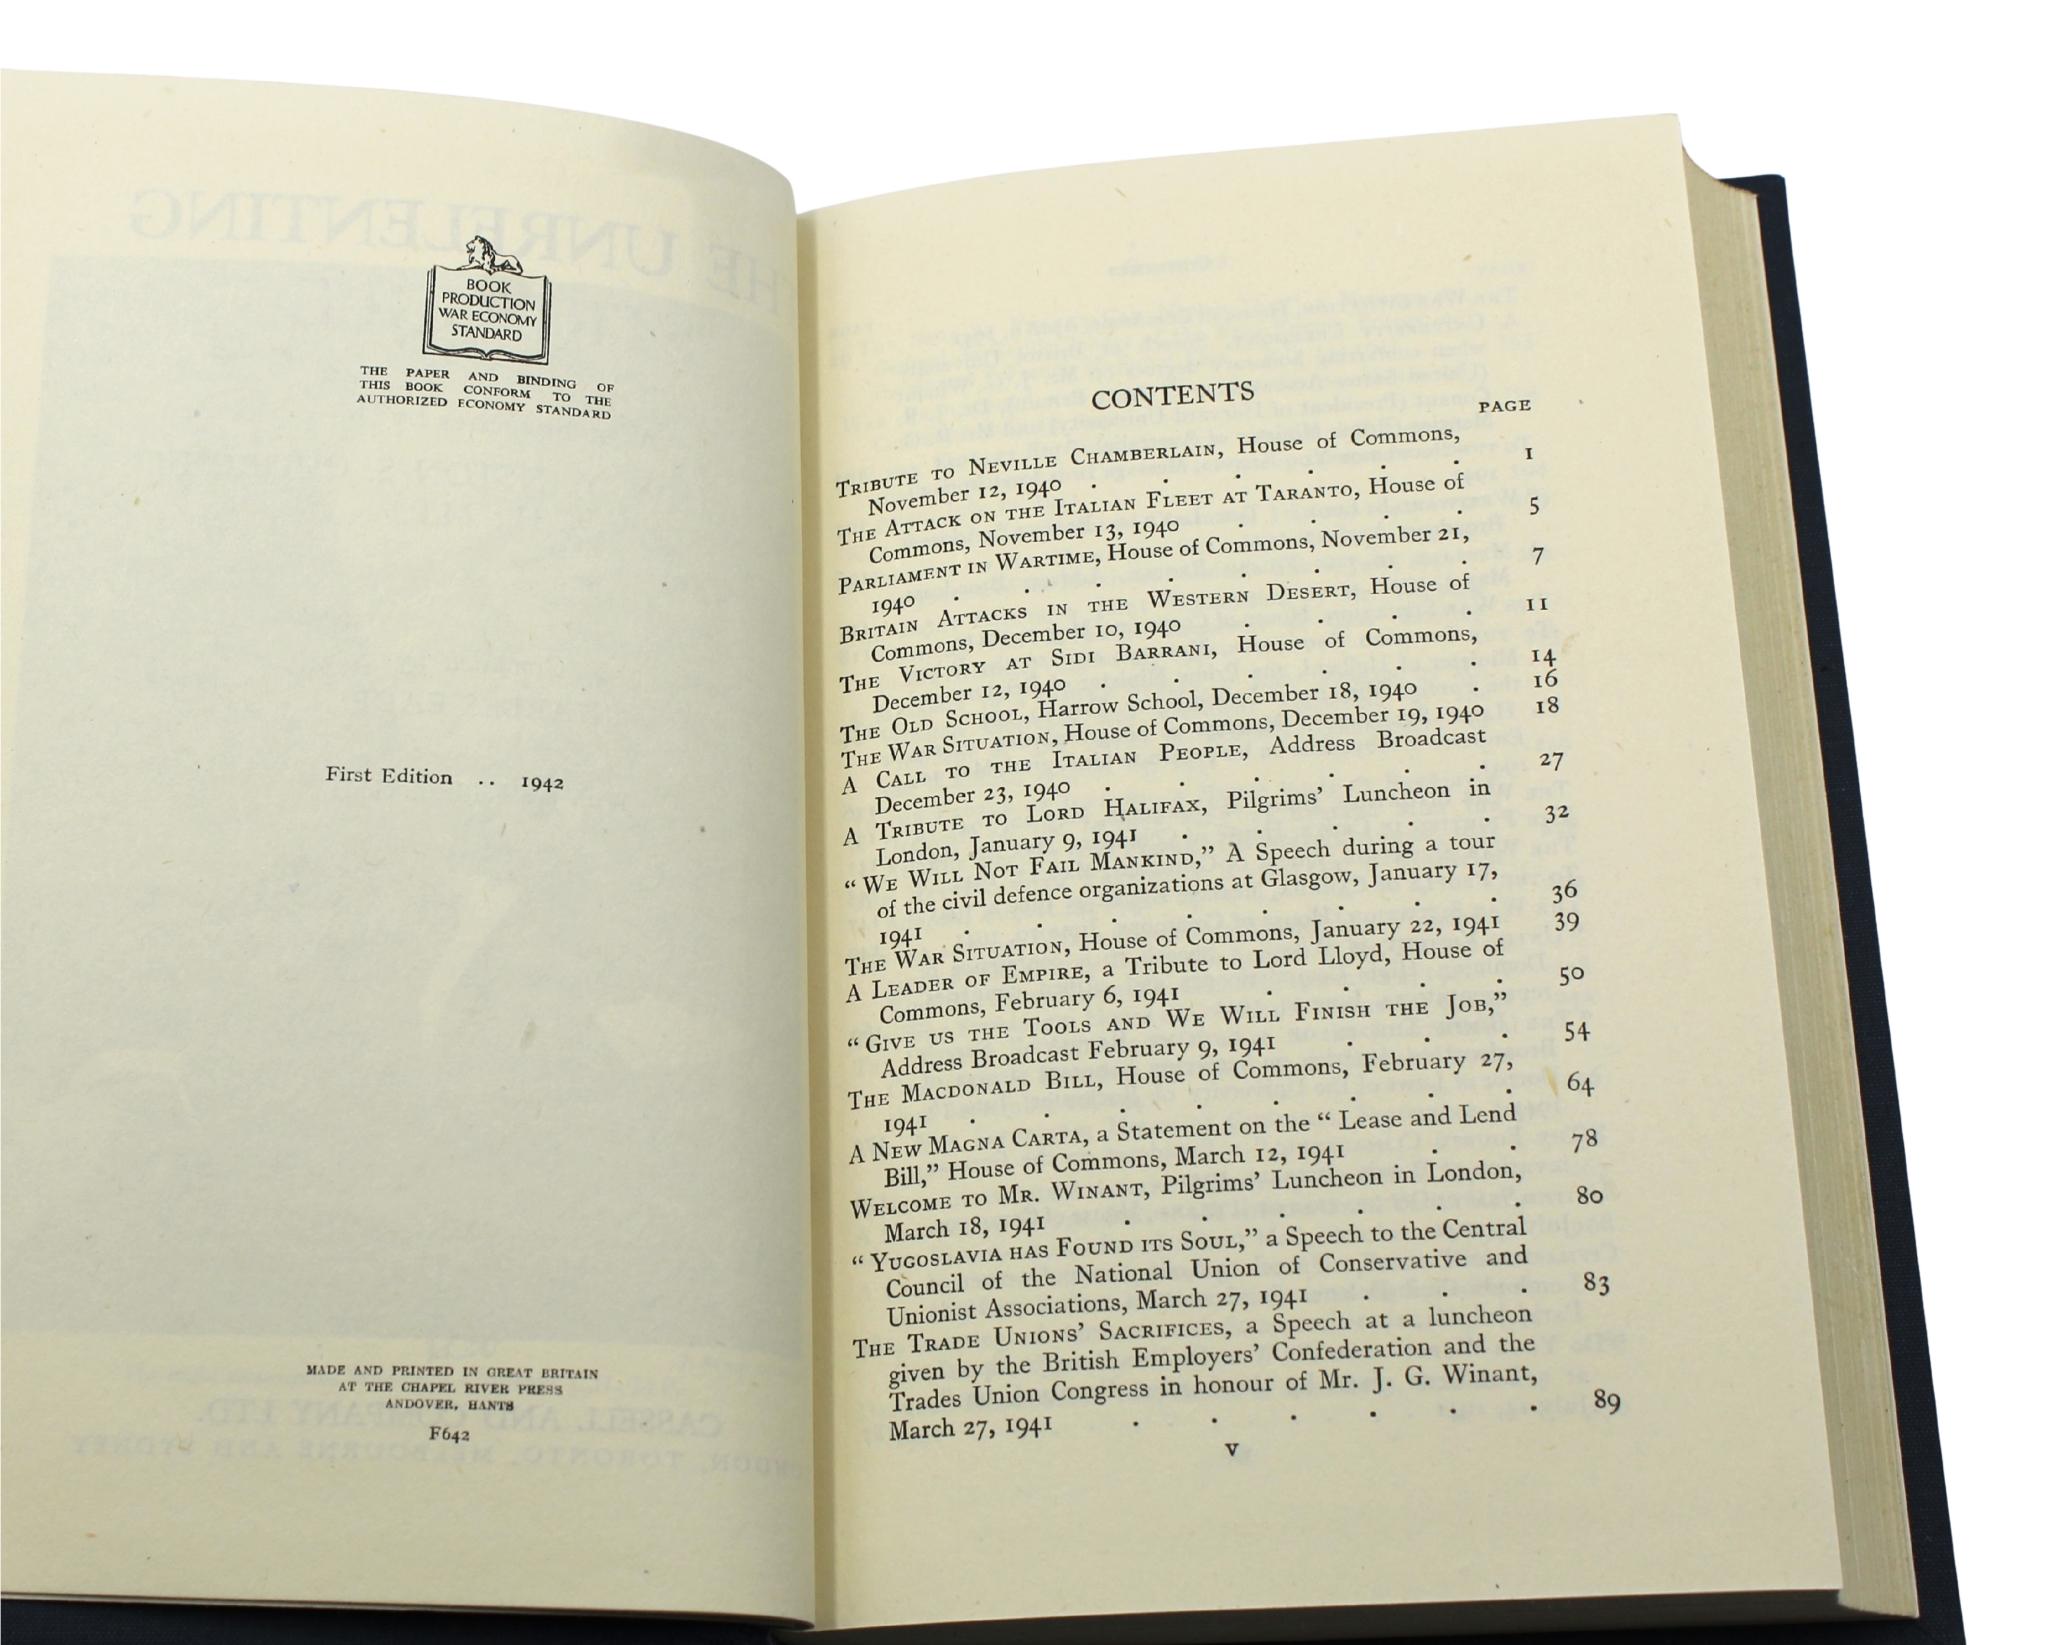 BOOK
PRODUCTION
WAR ECONOMY
STANDARD
THE PAPER AND BINDING OF
THIS BOOK CONFORM TO THE
AUTHORIZED ECONOMY STANDARD
First Edition .. 1942
MADE AND PRINTED IN GREAT BRITAIN
AT THE CHAPEL RIVER PRESS
ANDOVER, HANTS
F642
CONTENTS
PAGE
TRIBUTE TO NEVILLE CHAMBERLAIN, House of Commons,
November 12, 1940 . . . . . . 1
THE ATTACK ON THE ITALIAN FLEET AT TARANTO, House of
Commons, November 13, 1940 . . . . 5
PARLIAMENT IN WARTIME, House of Commons, November 21,
1940 . . . . . . . . 7
BRITAIN ATTACKS IN THE WESTERN DESERT, House of
Commons, December 10, 1940 . . . . 11
THE VICTORY AT SIDI BARRANI, House of Commons,
December 12, 1940 . . . . . . 14
THE OLD SCHOOL, Harrow School, December 18, 1940 . 16
THE WAR SITUATION, House of Commons, December 19, 1940 18
A CALL TO THE ITALIAN PEOPLE, Address Broadcast
December 23, 1940 . . . . . . 27
A TRIBUTE TO LORD HALIFAX, Pilgrims' Luncheon in
London, January 9, 1941 . . . . . 32
“WE WILL NOT FAIL MANKIND,” A Speech during a tour
of the civil defence organizations at Glasgow, January 17,
1941 . . . . . . . . 36
THE WAR SITUATION, House of Commons, January 22, 1941 39
A LEADER OF EMPIRE, a Tribute to Lord Lloyd, House of
Commons, February 6, 1941 . . . . 50
“GIVE US THE TOOLS AND WE WILL FINISH THE JOB,”
Address Broadcast February 9, 1941 . . . 54
THE MACDONALD BILL, House of Commons, February 27,
1941 . . . . . . . . 64
A NEW MAGNA CARTA, a Statement on the “Lease and Lend
Bill,” House of Commons, March 12, 1941 . . 78
WELCOME TO MR. WINANT, Pilgrims' Luncheon in London,
March 18, 1941 . . . . . . 80
“YUGOSLAVIA HAS FOUND ITS SOUL,” a Speech to the Central
Council of the National Union of Conservative and
Unionist Associations, March 27, 1941 . . . 83
THE TRADE UNIONS' SACRIFICES, a Speech at a luncheon
given by the British Employers' Confederation and the
Trades Union Congress in honour of Mr. J. G. Winant,
March 27, 1941 . . . . . . 89
v